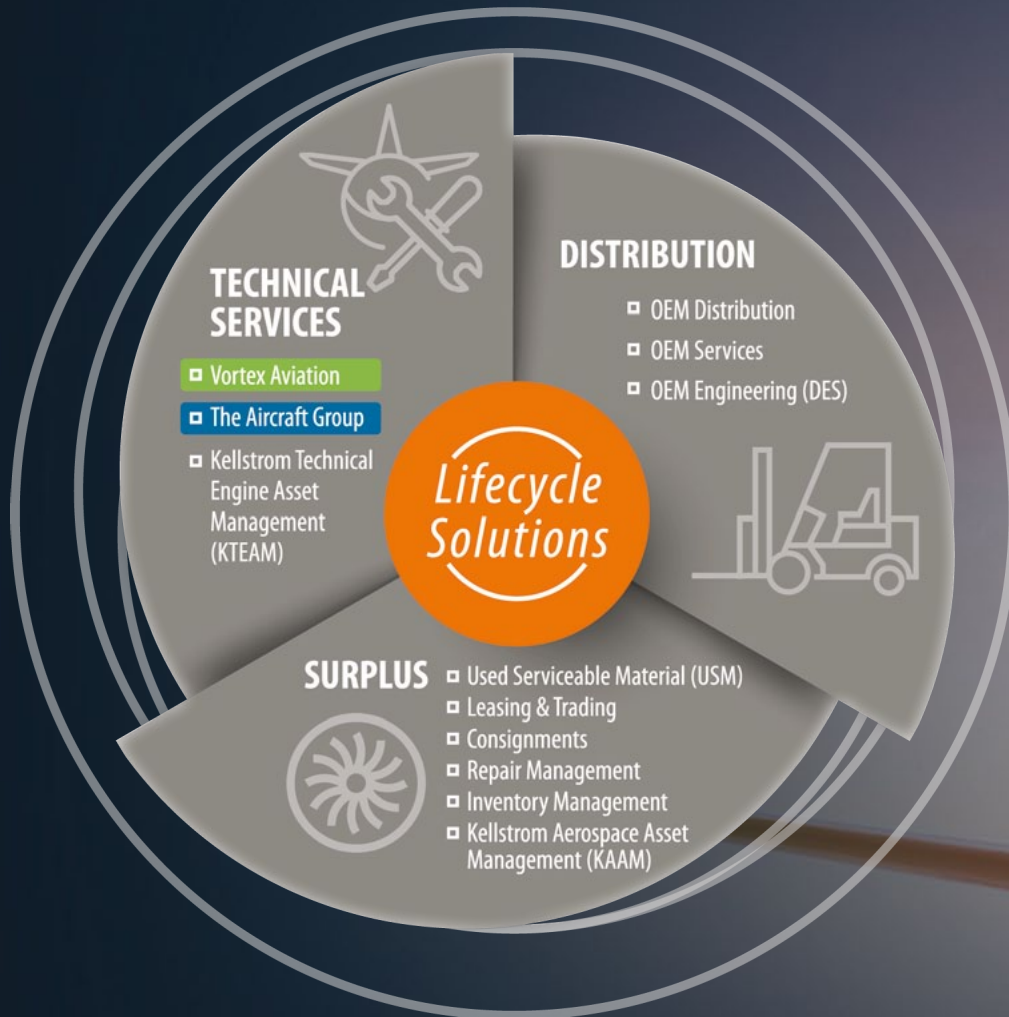 TECHNICAL
SERVICES
Vortex Aviation
The Aircraft Group
Kellstrom Technical
Engine Asset
Management
(KTEAM)
DISTRIBUTION
OEM Distribution
OEM Services
OEM Engineering (DES)
Lifecycle
Solutions
SURPLUS
Used Serviceable Material (USM)
Leasing & Trading
Consignments
Repair Management
Inventory Management
Kellstrom Aerospace Asset
Management (KAAM)